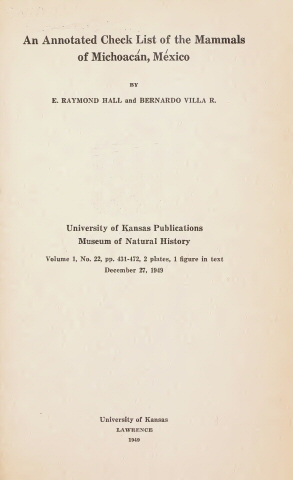 An Annotated Check List of the Mammals
of Michoacán, México
BY
E. RAYMOND HALL and BERNARDO VILLA R.
University of Kansas Publications
Museum of Natural History
Volume 1, No. 22, pp. 431-472, 2 plates, 1 figure in text
December 27, 1949
University of Kansas
LAWRENCE
1949